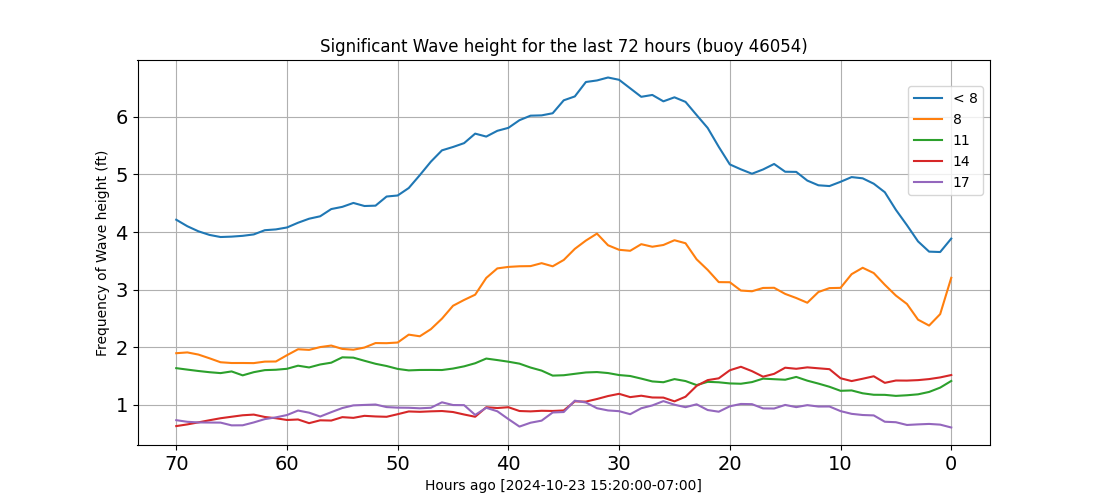 Significant Wave height for the last 72 hours (buoy 46054)
Frequency of Wave height (ft)
6
5
4
3
2
1
< 8
8
11
14
17
70 60 50 40 30 20 10 0
Hours ago [2024-10-23 15:20:00-07:00]